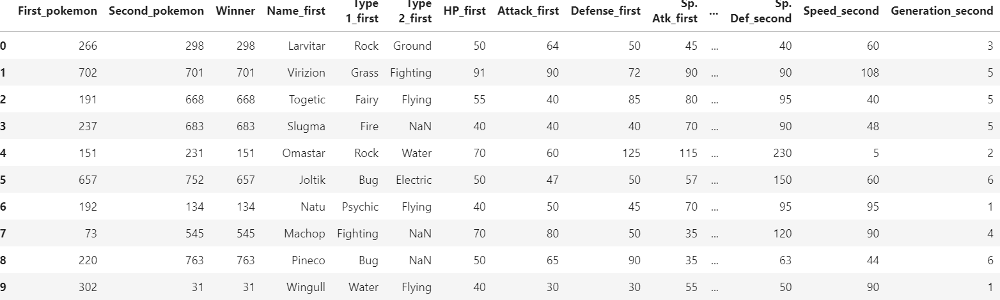 First_pokemon Second_pokemon Winner Name_first Type 1_first Type 2_first HP_first Attack_first Defense_first Sp. Atk_first ... Sp. Def_second Speed_second Generation_second
0 266 298 298 Larvitar Rock Ground 50 64 50 45 ... 40 60 3
1 702 701 701 Virizion Grass Fighting 91 90 72 90 ... 90 108 5
2 191 668 668 Togetic Fairy Flying 55 40 85 80 ... 95 40 5
3 237 683 683 Slugma Fire NaN 40 40 40 70 ... 90 48 5
4 151 231 151 Omastar Rock Water 70 60 125 115 ... 230 5 2
5 657 752 657 Joltik Bug Electric 50 47 50 57 ... 150 60 6
6 192 134 134 Natu Psychic Flying 40 50 45 70 ... 95 95 1
7 73 545 545 Machop Fighting NaN 70 80 50 35 ... 120 90 4
8 220 763 763 Pineco Bug NaN 50 65 90 35 ... 63 44 6
9 302 31 31 Wingull Water Flying 40 30 30 55 ... 50 90 1